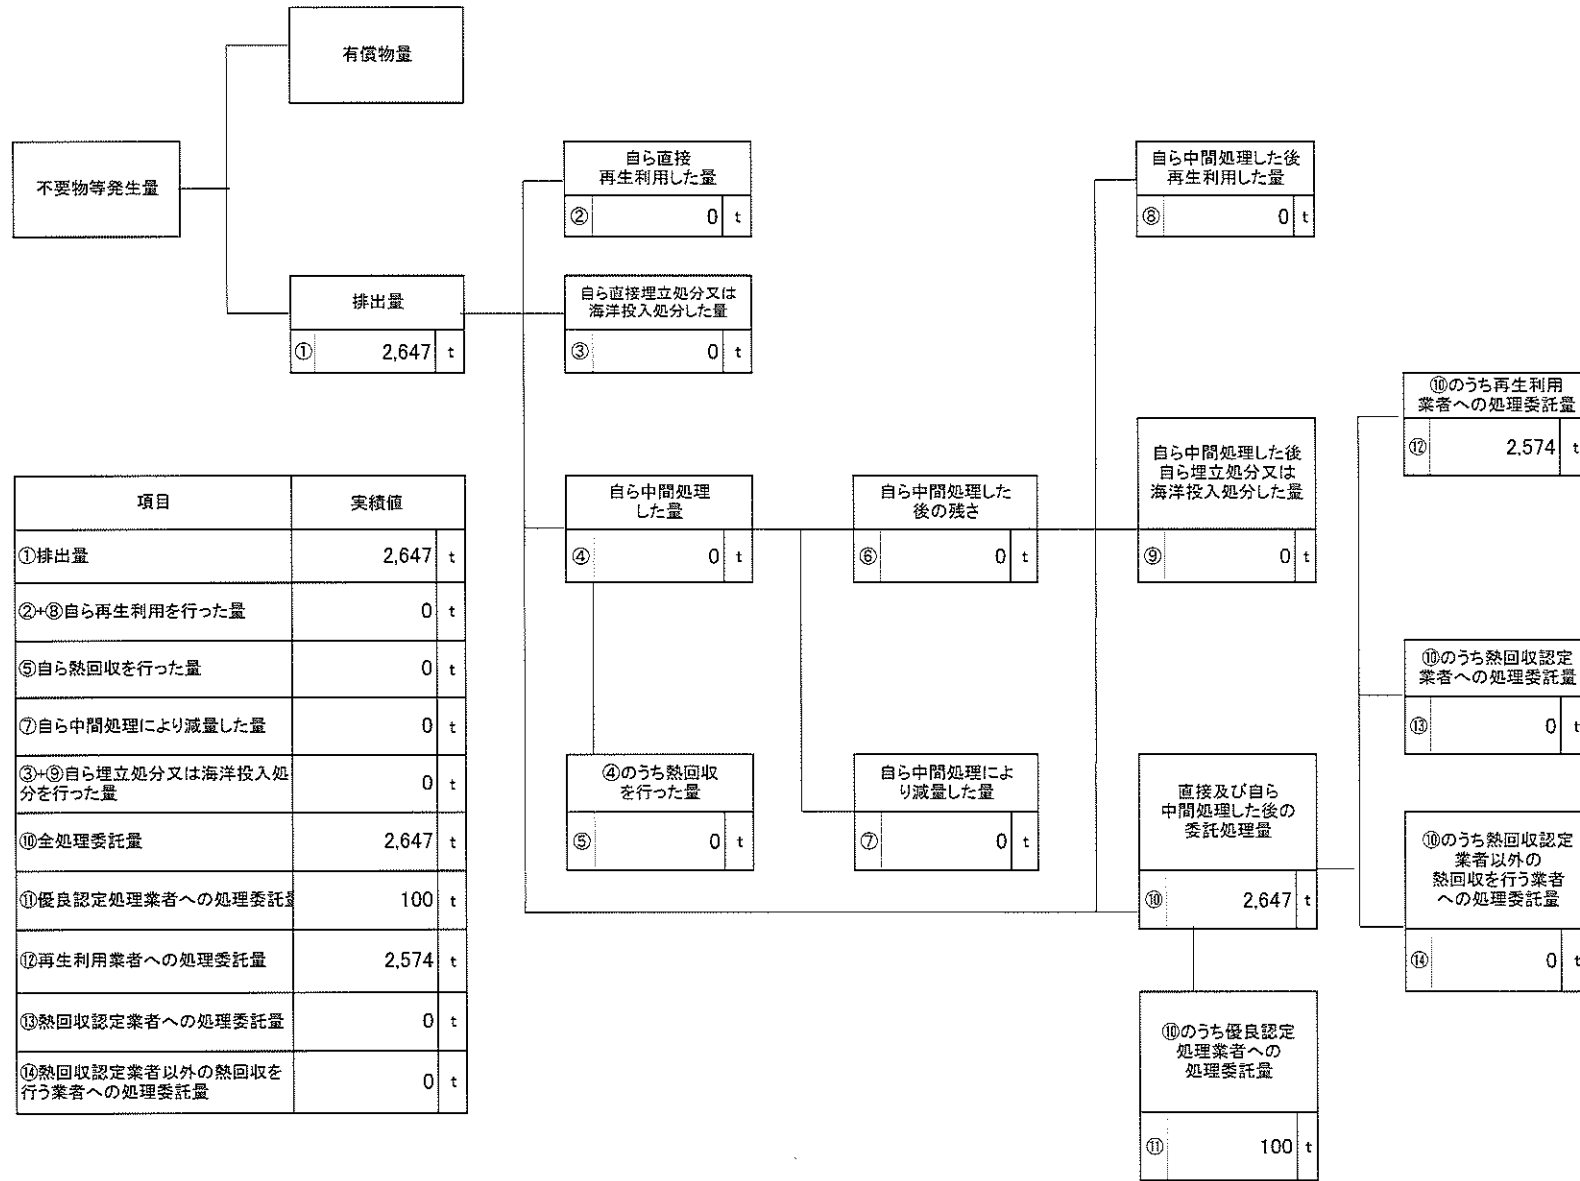 有償物量
不要物等発生量
自ら直接
再生利用した量
② 0 t
自ら中間処理した後
再生利用した量
⑧ 0 t
排出量
① 2,647 t
自ら直接埋立処分又は
海洋投入処分した量
③ 0 t
⑩のうち再生利用
業者への処理委託量
⑫ 2,574 t
自ら中間処理
した量
④ 0 t
自ら中間処理した
後の残さ
⑥ 0 t
自ら中間処理した後
自ら埋立処分又は
海洋投入処分した量
⑨ 0 t
⑩のうち熱回収認定
業者への処理委託量
⑬ 0 t
④のうち熱回収
を行った量
⑤ 0 t
自ら中間処理によ
り減量した量
⑦ 0 t
直接及び自ら
中間処理した後の
委託処理量
⑩ 2,647 t
⑩のうち熱回収認定
業者以外の
熱回収を行う業者
への処理委託量
⑭ 0 t
⑩のうち優良認定
処理業者への
処理委託量
⑪ 100 t
項目 実績値
①排出量 2,647 t
②+⑧自ら再生利用を行った量 0 t
⑤自ら熱回収を行った量 0 t
⑦自ら中間処理により減量した量 0 t
③+⑨自ら埋立処分又は海洋投入処
分を行った量 0 t
⑩全処理委託量 2,647 t
⑪優良認定処理業者への処理委託量 100 t
⑫再生利用業者への処理委託量 2,574 t
⑬熱回収認定業者への処理委託量 0 t
⑭熱回収認定業者以外の熱回収を
行う業者への処理委託量 0 t